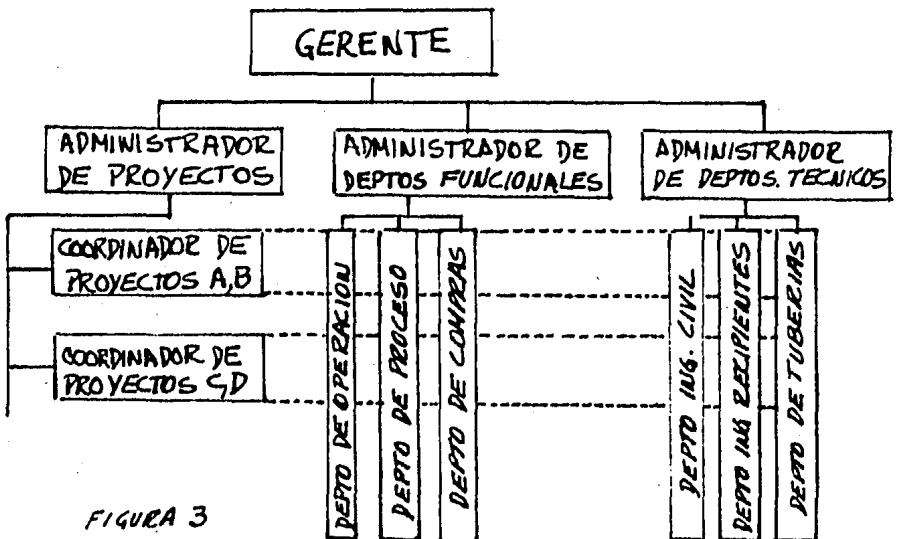 GERENTE
ADMINISTRADOR
DE PROYECTOS
ADMINISTRADOR DE
DEPTOS FUNCIONALES
ADMINISTRADOR
DE DEPTOS. TECNICOS
COORDINADOR DE
PROYECTOS A,B
COORDINADOR DE
PROYECTOS C,D
DEPTO DE OPERACION
DEPTO DE PROCESO
DEPTO DE COMPRAS
DEPTO ING. CIVIL
DEPTO ING RECIPIENTES
DEPTO DE TUBERIAS
FIGURA 3